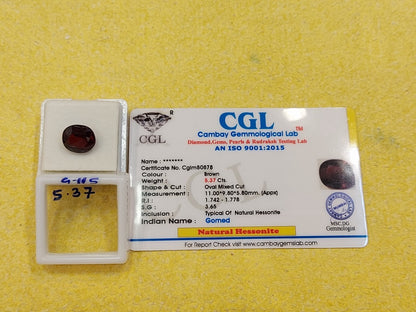 G-115
5.37
R
CGL
CGL TM
Cambay Gemmological Lab
Diamond, Gems, Pearls & Rudraksh Testing Lab
AN ISO 9001:2015
Name : *******
Certificate No. Cglm80878
Colour : Brown
Weight : 5.37 Cts.
Shape & Cut : Oval Mixed Cut
Measurement : 11.00*9.80*5.80mm. (Appx)
R.I : 1.742 - 1.778
S.G : 3.65
Inclusion : Typical Of Natural Hessonite
Indian Name : Gomed
MSC, DG
Gemmologist
Natural Hessonite
For Report Check visit www.cambaygemslab.com